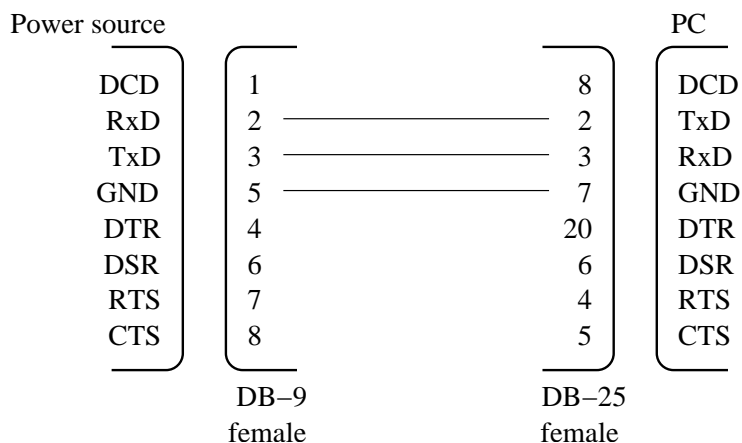 Power source PC
DCD 1 8 DCD
RxD 2 2 TxD
TxD 3 3 RxD
GND 5 7 GND
DTR 4 20 DTR
DSR 6 6 DSR
RTS 7 4 RTS
CTS 8 5 CTS
DB−9 DB−25
female female